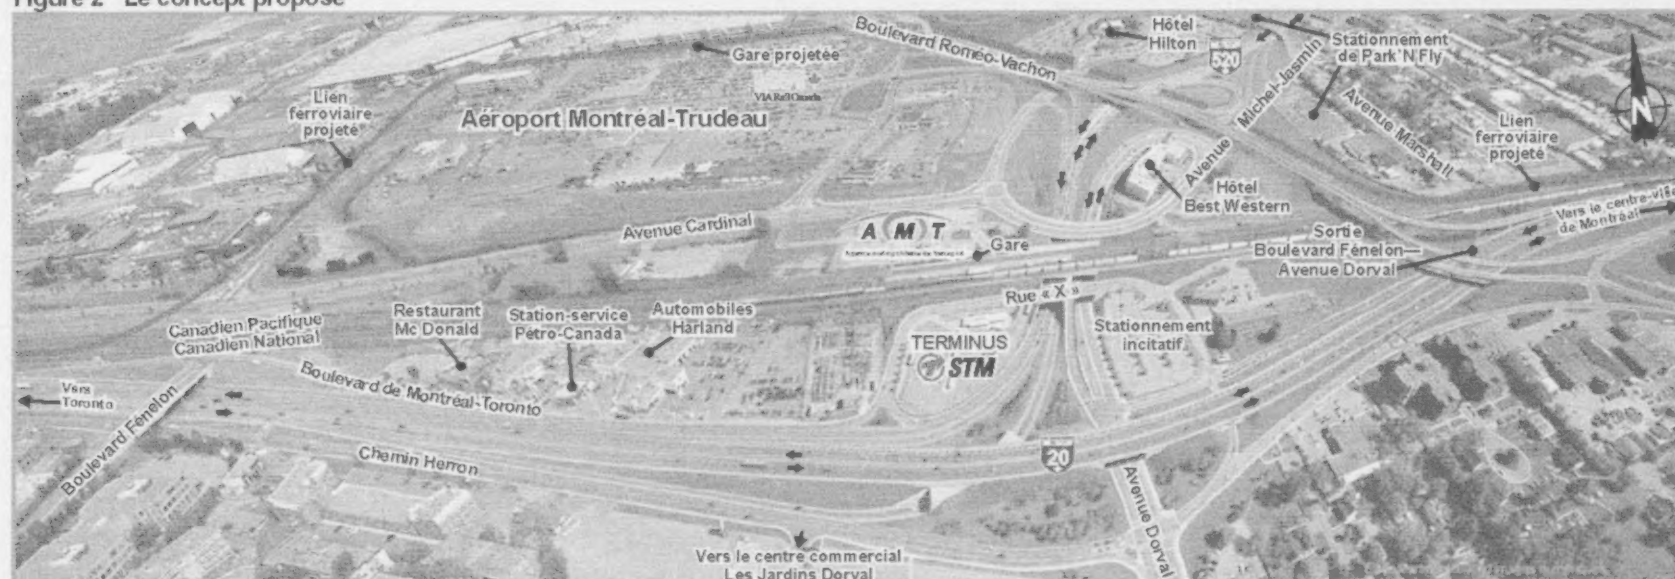 Figure 2 Le concept proposé
Boulevard Roméo-Vachon
Hôtel
Hilton
520
Stationnement
de Park'N Fly
Gare projetée
VIA Rail Canada
Lien
ferroviaire
projeté
Aéroport Montréal-Trudeau
Avenue Michel-Jasmin
Avenue Marshall
Lien
ferroviaire
projeté
N
Hôtel
Best Western
Vers le centre-ville
de Montréal
Avenue Cardinal
AMT
Gare
Sortie
Boulevard Fénelon—
Avenue Dorval
Rue « X »
Restaurant
Mc Donald
Station-service
Pétro-Canada
Automobiles
Harland
Canadien Pacifique
Canadien National
Stationnement
incitatif
TERMINUS
STM
Vers
Toronto
Boulevard de Montréal-Toronto
Boulevard Fénelon
Chemin Herron
20
Avenue Dorval
Vers le centre commercial
Les Jardins Dorval